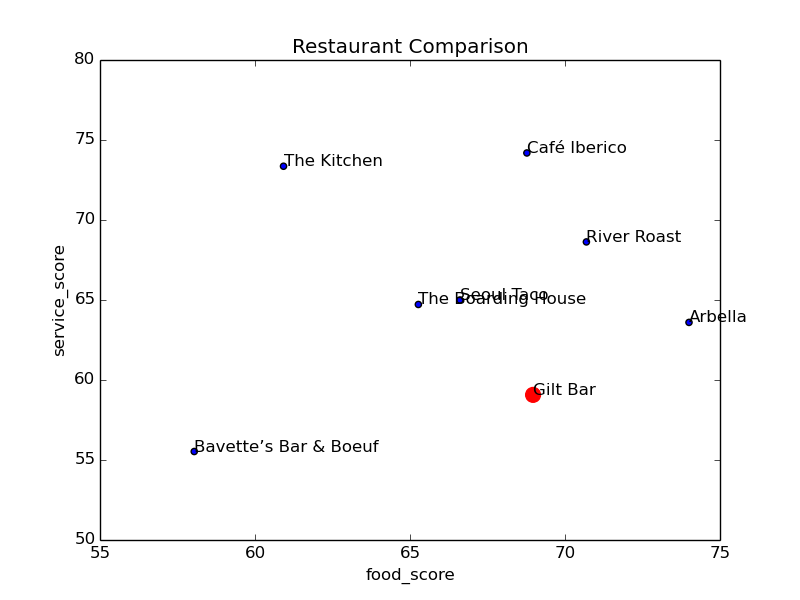 Restaurant Comparison
80
75
70
65
60
55
50
service_score
The Kitchen
Café Iberico
River Roast
Seoul Taco
The Boarding House
Arbella
Gilt Bar
Bavette’s Bar & Boeuf
55
60
65
70
75
food_score